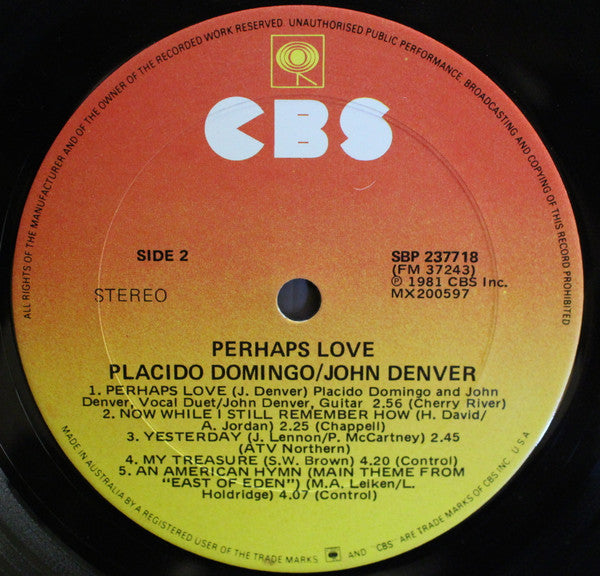 ALL RIGHTS OF THE MANUFACTURER AND OF THE OWNER OF THE RECORDED WORK RESERVED. UNAUTHORISED PUBLIC PERFORMANCE, BROADCASTING AND COPYING OF THIS RECORD PROHIBITED
CBS
SIDE 2
STEREO
SBP 237718
(FM 37243)
℗ 1981 CBS Inc.
MX200597
PERHAPS LOVE
PLACIDO DOMINGO/JOHN DENVER
1. PERHAPS LOVE (J. Denver) Placido Domingo and John
Denver, Vocal Duet/John Denver, Guitar 2.56 (Cherry River)
2. NOW WHILE I STILL REMEMBER HOW (H. David/
A. Jordan) 2.25 (Chappell)
3. YESTERDAY (J. Lennon/P. McCartney) 2.45
(ATV Northern)
4. MY TREASURE (S.W. Brown) 4.20 (Control)
5. AN AMERICAN HYMN (MAIN THEME FROM
“EAST OF EDEN”) (M.A. Leiken/L.
Holdridge) 4.07 (Control)
MADE IN AUSTRALIA BY A REGISTERED USER OF THE TRADE MARKS AND "CBS" ARE TRADE MARKS OF CBS INC. U S A